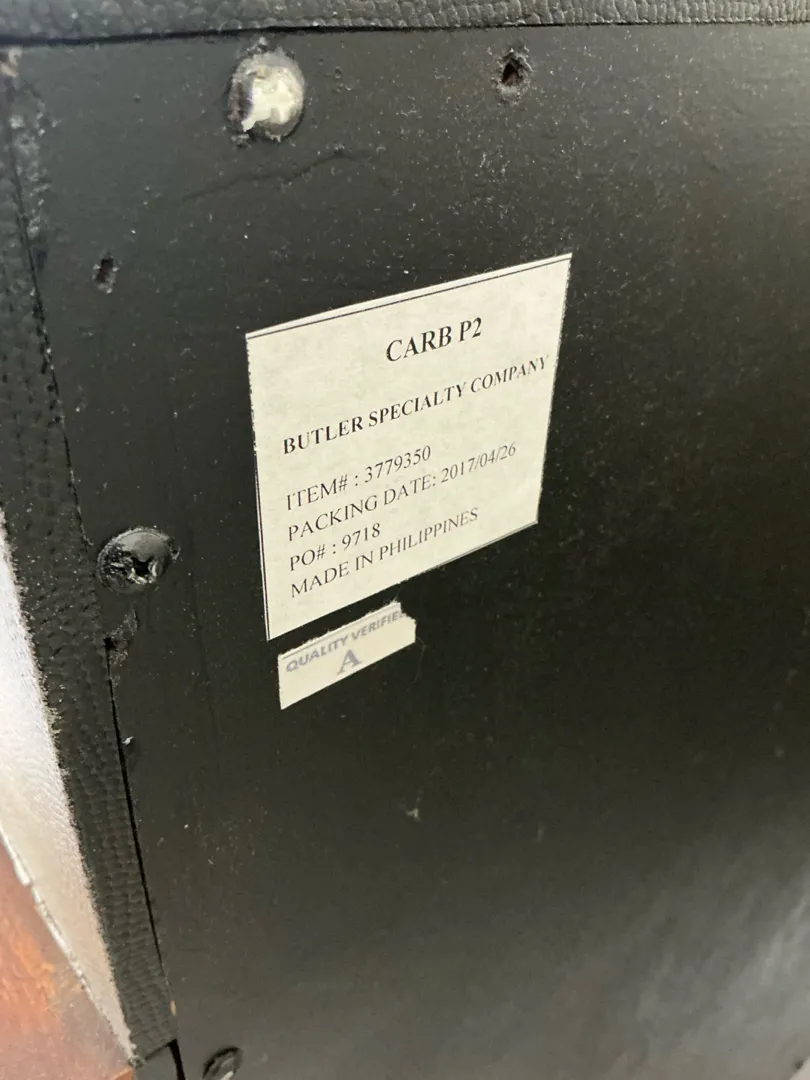 CARB P2
BUTLER SPECIALTY COMPANY
ITEM# : 3779350
PACKING DATE: 2017/04/26
PO# : 9718
MADE IN PHILIPPINES
QUALITY VERIFIED
A